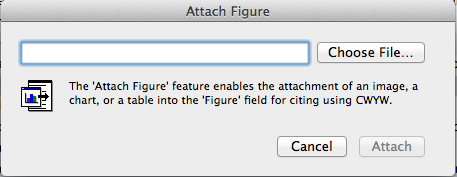 Attach Figure
Choose File...
The 'Attach Figure' feature enables the attachment of an image, a
chart, or a table into the 'Figure' field for citing using CWYW.
Cancel
Attach